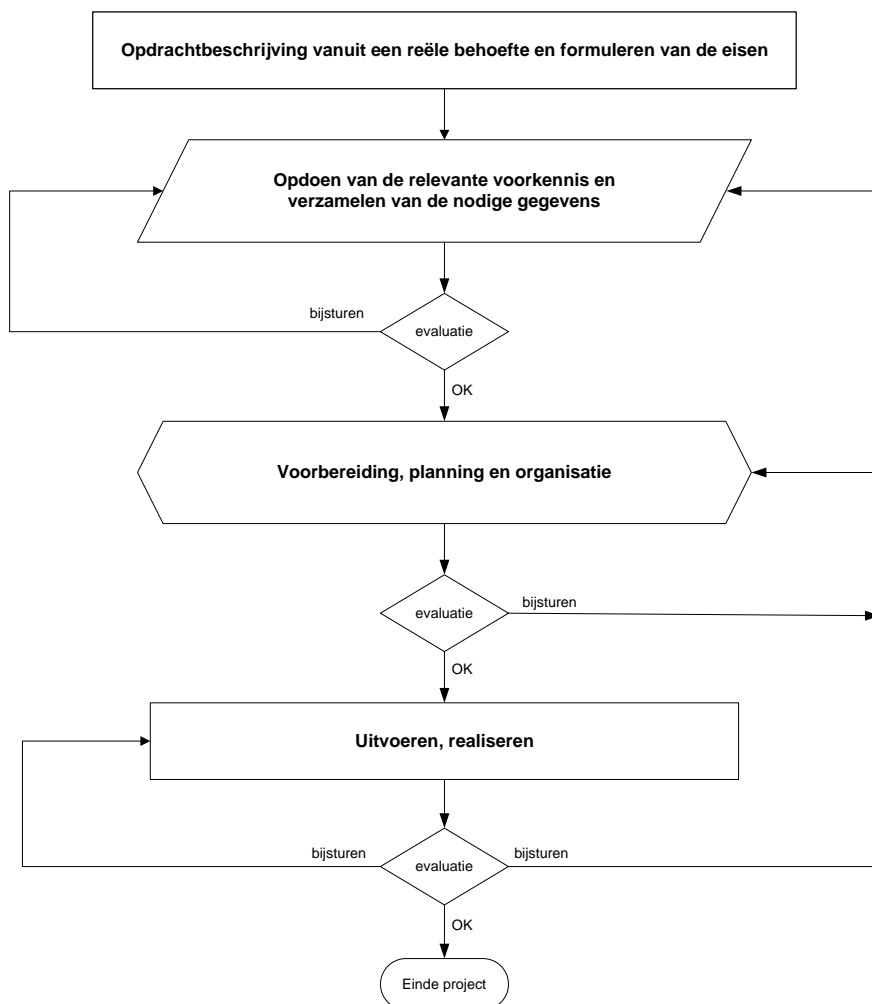 Opdrachtbeschrijving vanuit een reële behoefte en formuleren van de eisen
Opdoen van de relevante voorkennis en
verzamelen van de nodige gegevens
bijsturen
evaluatie
OK
Voorbereiding, planning en organisatie
evaluatie
bijsturen
OK
Uitvoeren, realiseren
bijsturen
evaluatie
bijsturen
OK
Einde project